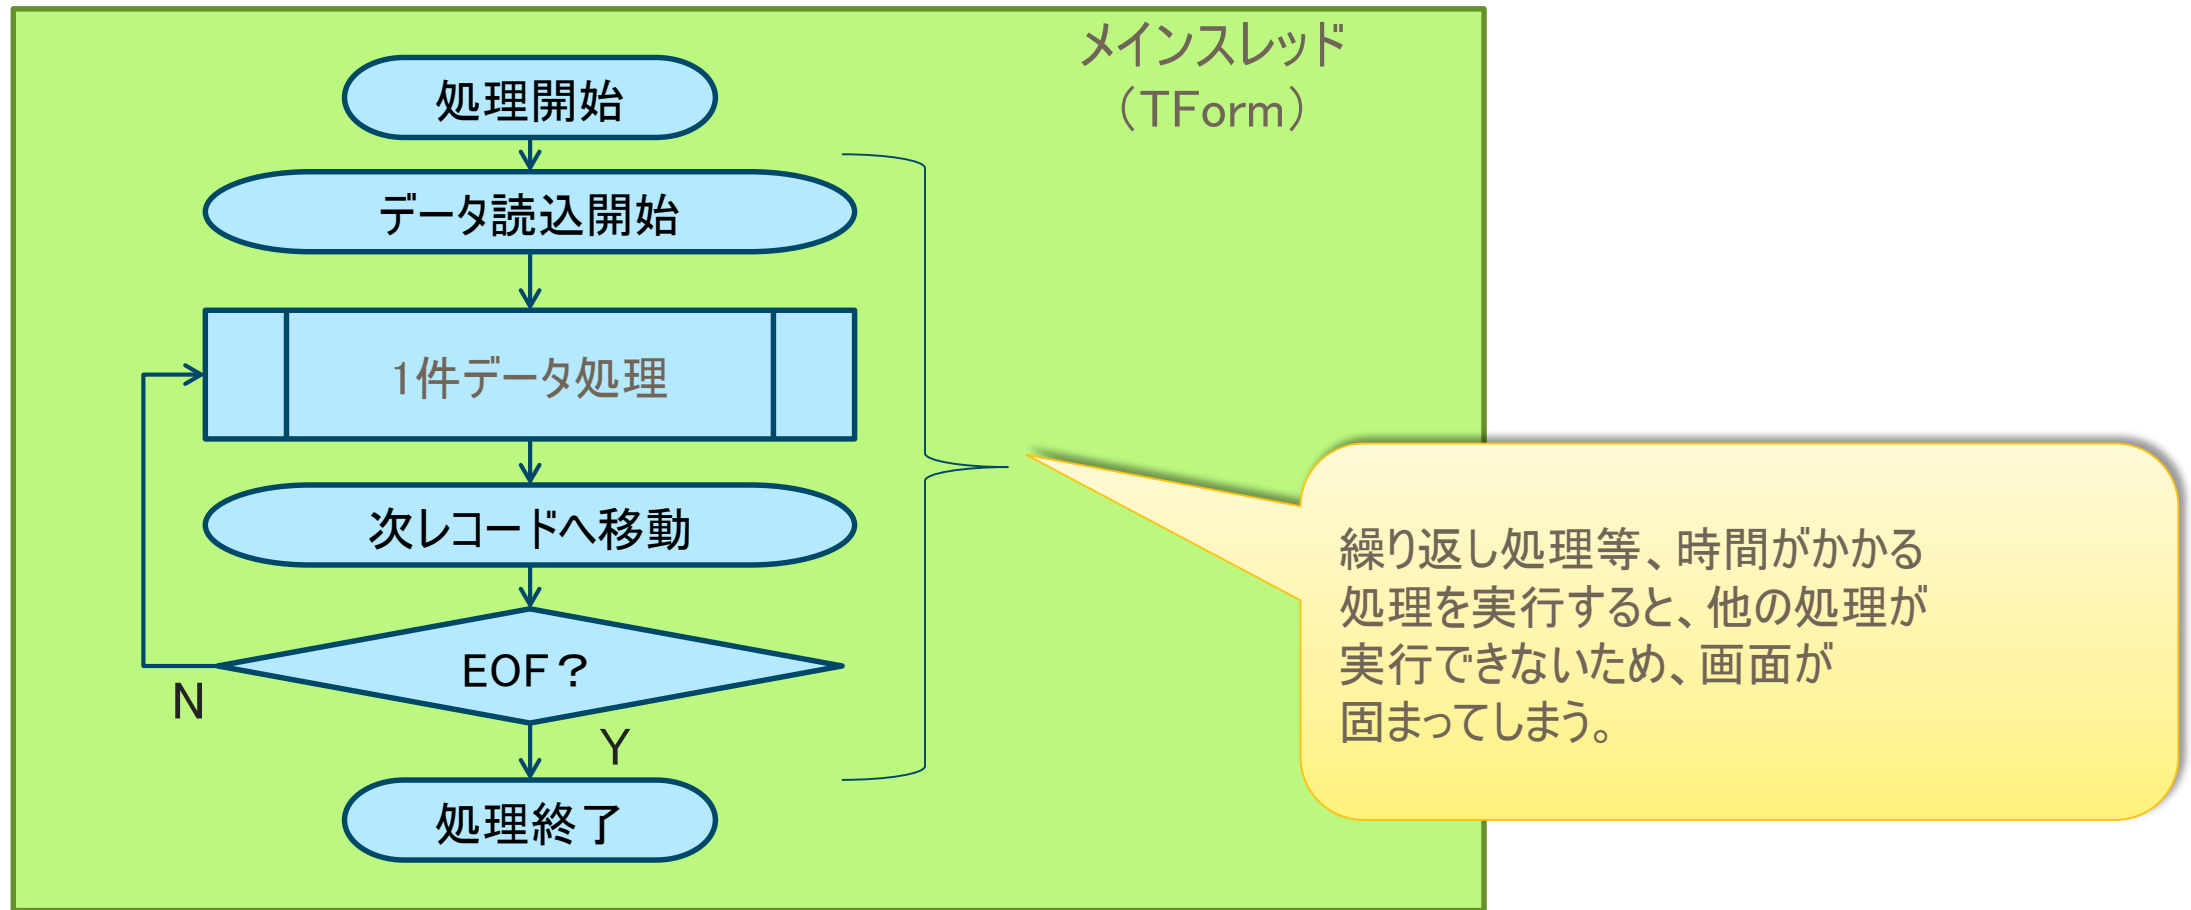 メインスレッド
（TForm）
処理開始
データ読込開始
1件データ処理
次レコードへ移動
EOF？
N
Y
処理終了
繰り返し処理等、時間がかかる
処理を実行すると、他の処理が
実行できないため、画面が
固まってしまう。